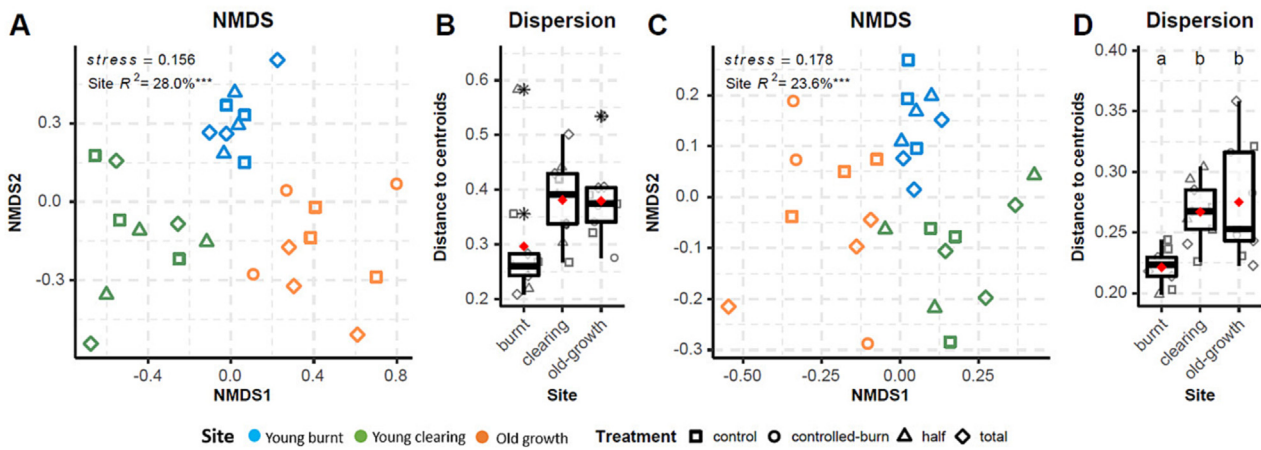 A
NMDS
stress = 0.156
Site R²= 28.0%***
0.3
0.0
-0.3
NMDS2
-0.4
0.0
0.4
0.8
NMDS1
B
Dispersion
0.6
0.5
0.4
0.3
0.2
Distance to centroids
burnt
clearing
old-growth
Site
C
NMDS
stress = 0.178
Site R²= 23.6%***
0.2
0.1
0.0
-0.1
-0.2
-0.3
NMDS2
-0.50
-0.25
0.00
0.25
NMDS1
D
Dispersion
a b b
0.40
0.35
0.30
0.25
0.20
Distance to centroids
burnt
clearing
old-growth
Site
Site Young burnt Young clearing Old growth Treatment control controlled-burn half total